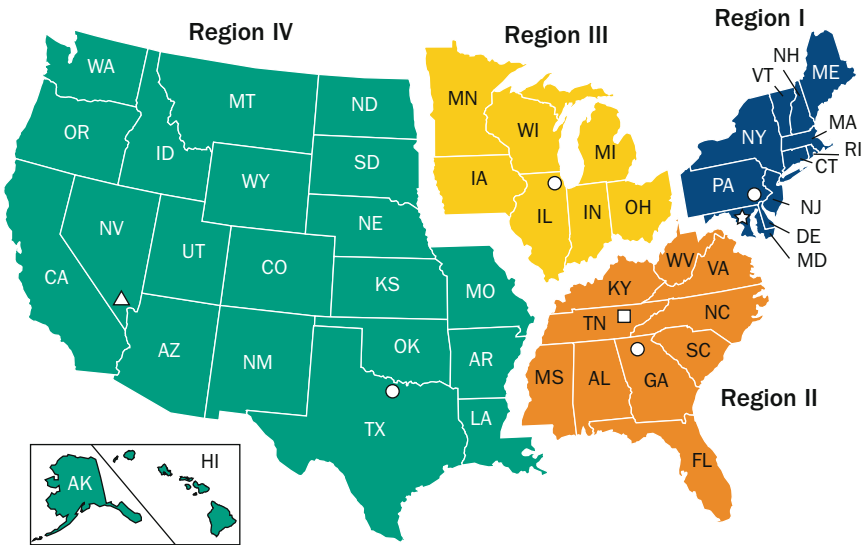 Region I
Region IV
Region III
NH
VT
ME
WA
MT
ND
MN
OR
ID
WI
NY
MA
RI
CT
MI
SD
WY
IA
PA
NE
NV
UT
IL
IN
OH
NJ
DE
MD
CA
CO
KS
MO
WV
VA
KY
NC
TN
OK
AR
AZ
NM
SC
MS
AL
GA
Region II
TX
LA
FL
HI
AK